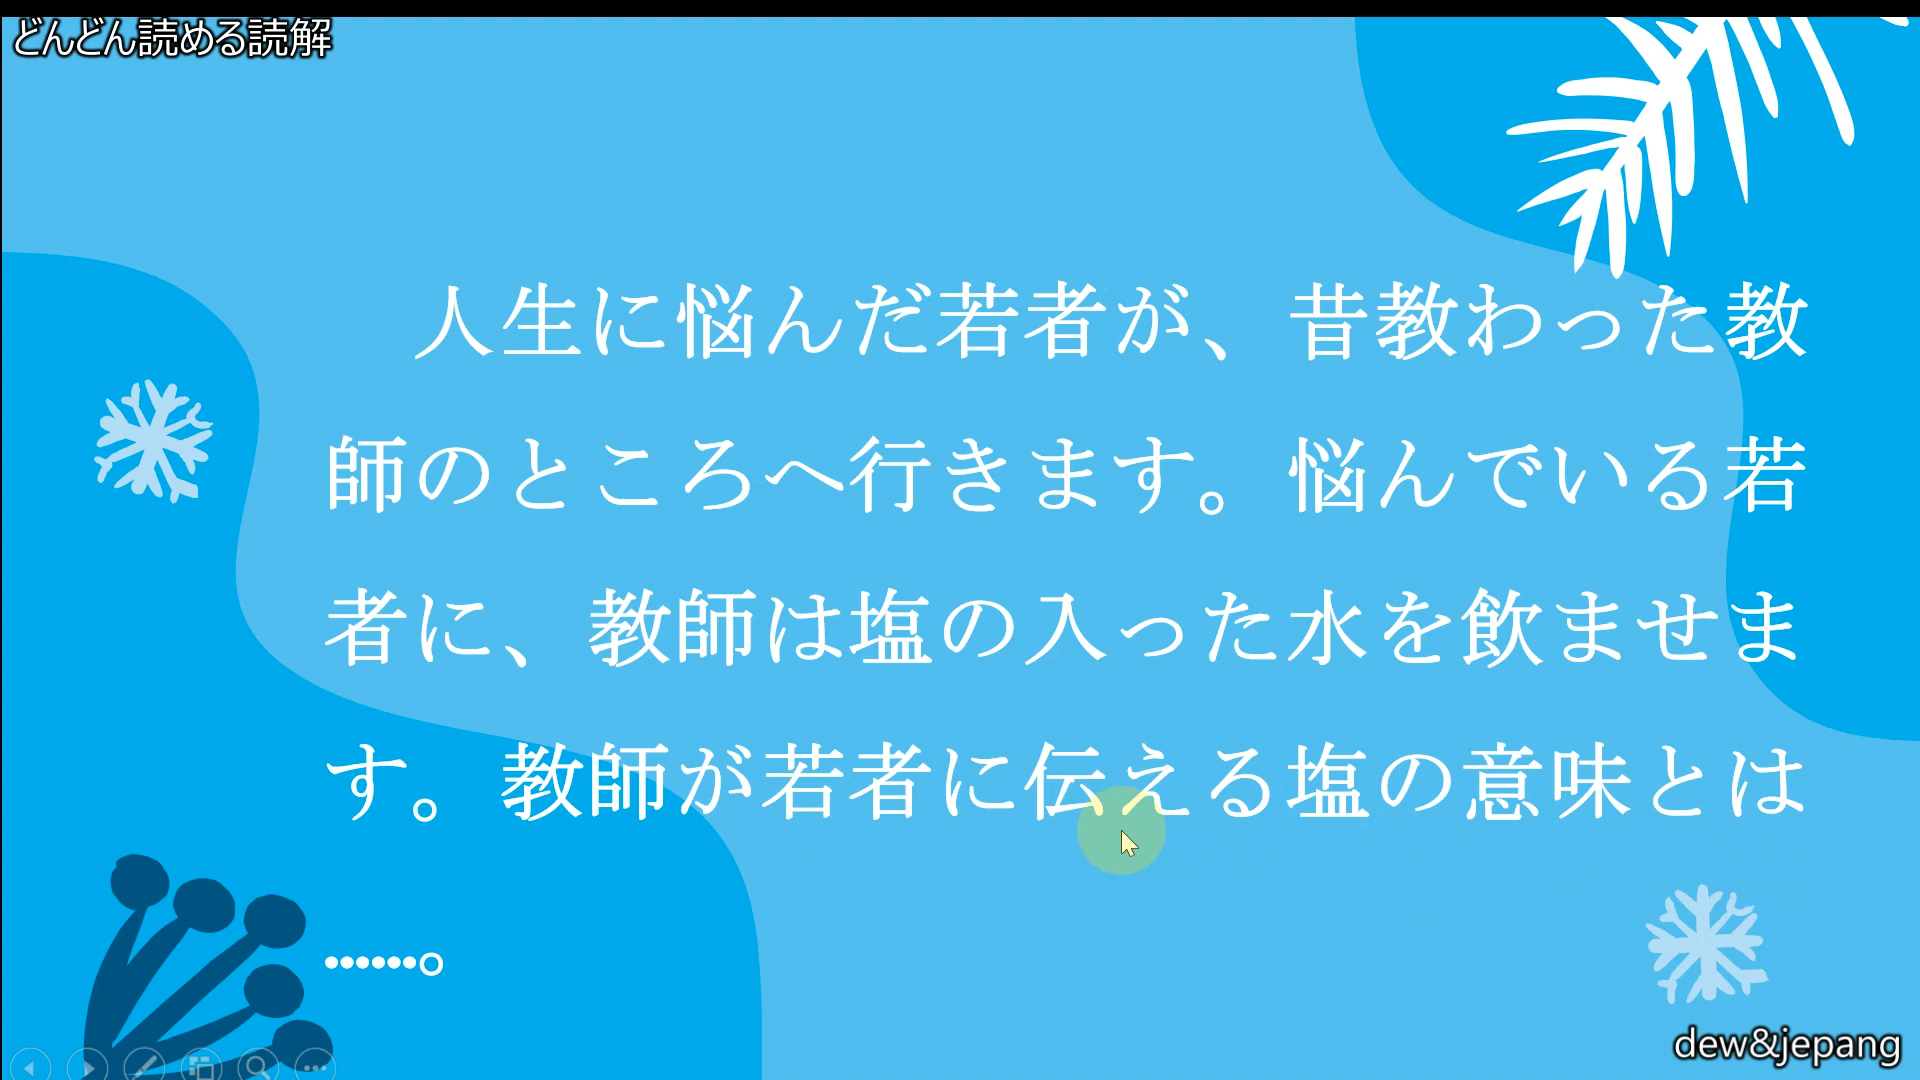 どんどん読める読解
人生に悩んだ若者が、昔教わった教
師のところへ行きます。悩んでいる若
者に、教師は塩の入った水を飲ませま
す。教師が若者に伝える塩の意味とは
……。
dew&jepang